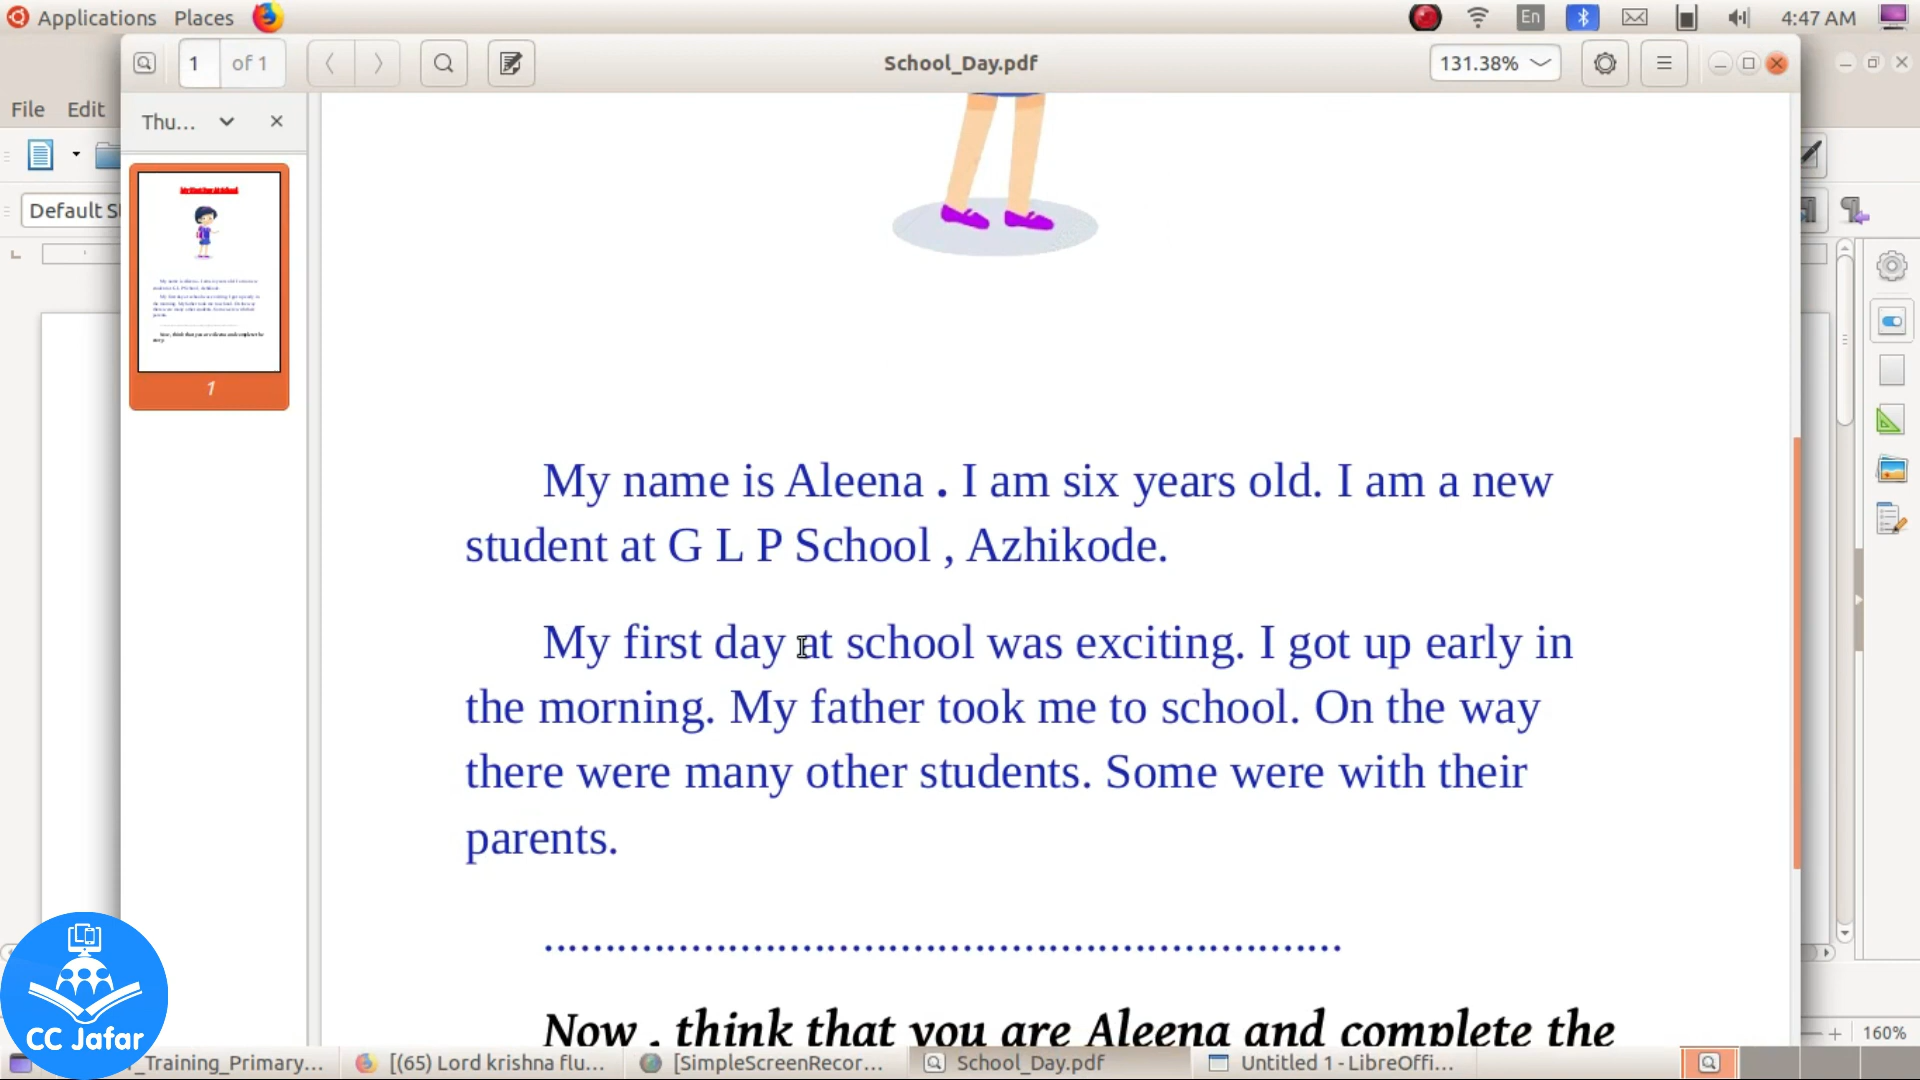 Applications Places En 4:47 AM
1 of 1 School_Day.pdf 131.38%
File Edit Thu...
Default S
1
My name is Aleena . I am six years old. I am a new
student at G L P School , Azhikode.
My first day at school was exciting. I got up early in
the morning. My father took me to school. On the way
there were many other students. Some were with their
parents.
................................................................
Now , think that you are Aleena and complete the
CC Jafar
160%
_Training_Primary... [(65) Lord krishna flu... [SimpleScreenRecor... School_Day.pdf Untitled 1 - LibreOffi...